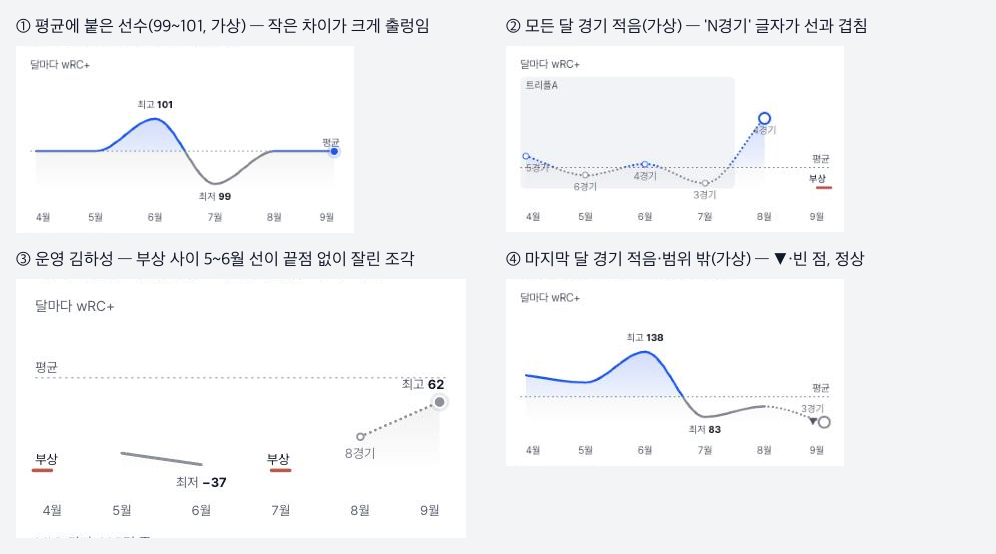 ① 평균에 붙은 선수(99~101, 가상) — 작은 차이가 크게 출렁임
달마다 wRC+
최고 101
평균
최저 99
4월 5월 6월 7월 8월 9월
② 모든 달 경기 적음(가상) — 'N경기' 글자가 선과 겹침
달마다 wRC+
트리플A
4경기
평균
5경기
4경기
부상
6경기
3경기
4월 5월 6월 7월 8월 9월
③ 운영 김하성 — 부상 사이 5~6월 선이 끝점 없이 잘린 조각
달마다 wRC+
평균
최고 62
부상
부상
8경기
최저 −37
4월 5월 6월 7월 8월 9월
④ 마지막 달 경기 적음·범위 밖(가상) — ▼·빈 점, 정상
달마다 wRC+
최고 138
평균
3경기
최저 83
4월 5월 6월 7월 8월 9월